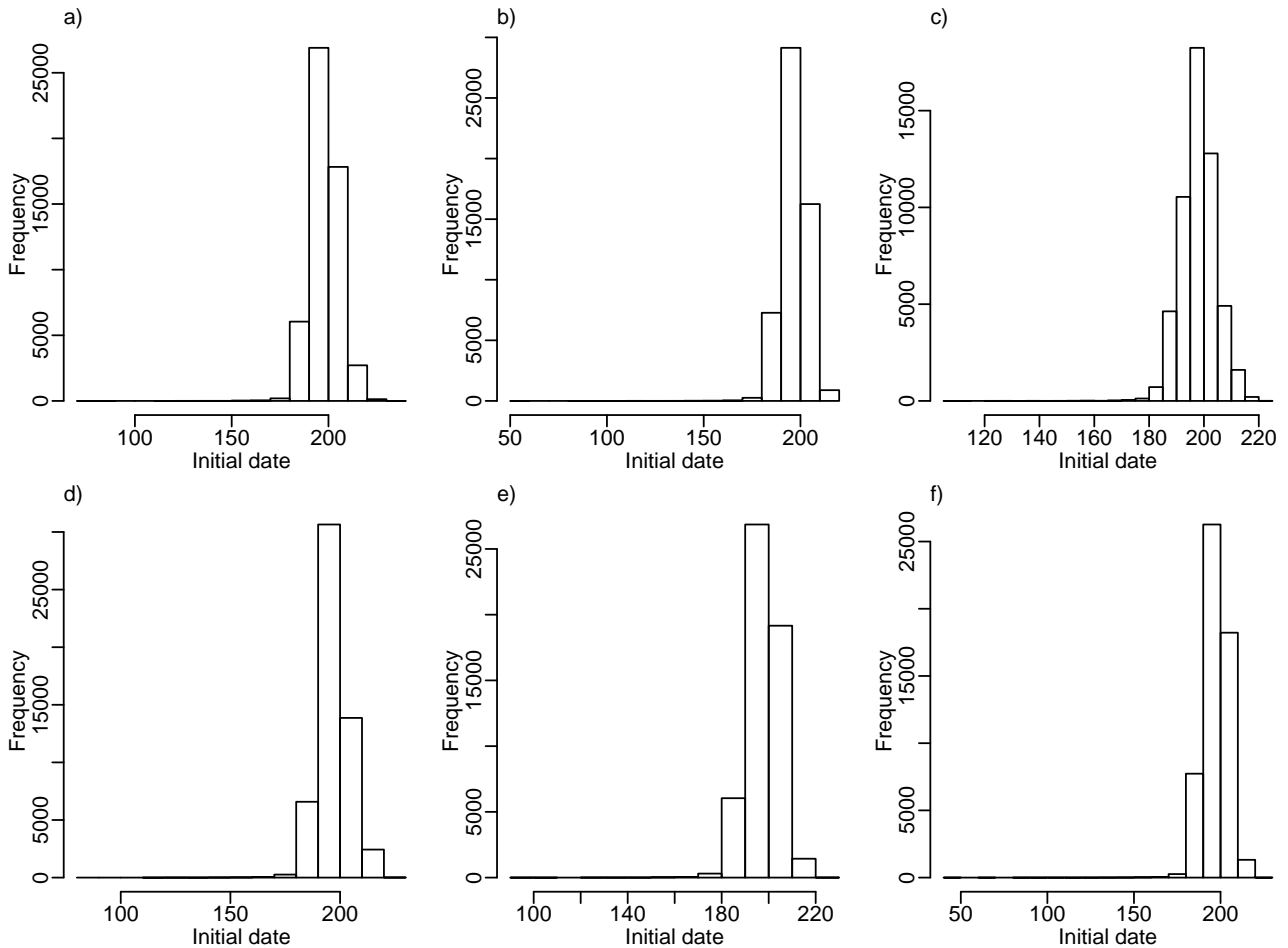 a)
Frequency
0 5000 15000 25000
100 150 200
Initial date
b)
Frequency
0 5000 15000 25000
50 100 150 200
Initial date
c)
Frequency
0 5000 10000 15000
120 140 160 180 200 220
Initial date
d)
Frequency
0 5000 15000 25000
100 150 200
Initial date
e)
Frequency
0 5000 15000 25000
100 140 180 220
Initial date
f)
Frequency
0 5000 15000 25000
50 100 150 200
Initial date